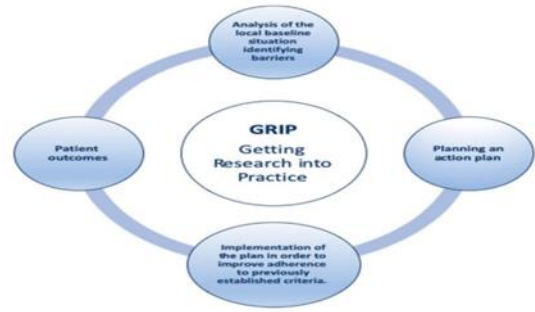 Analysis of the
local baseline
situation
identifying
barriers
GRIP
Getting
Research into
Practice
Patient
outcomes
Planning an
action plan
Implementation of
the plan in order to
improve adherence
to previously
established criteria.